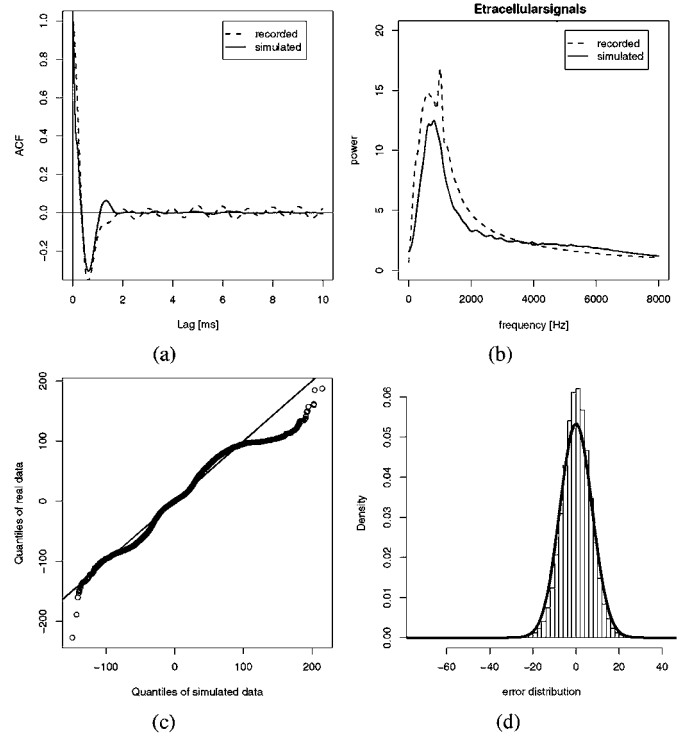 Etracellularsignals
recorded
simulated
ACF
1.0
0.8
0.6
0.4
0.2
0.0
−0.2
0 2 4 6 8 10
Lag [ms]
(a)
recorded
simulated
power
20
15
10
5
0
0 2000 4000 6000 8000
frequency [Hz]
(b)
Quantiles of real data
200
100
0
−100
−200
−100 0 100 200
Quantiles of simulated data
(c)
Density
0.06
0.05
0.04
0.03
0.02
0.01
0.00
−60 −40 −20 0 20 40
error distribution
(d)